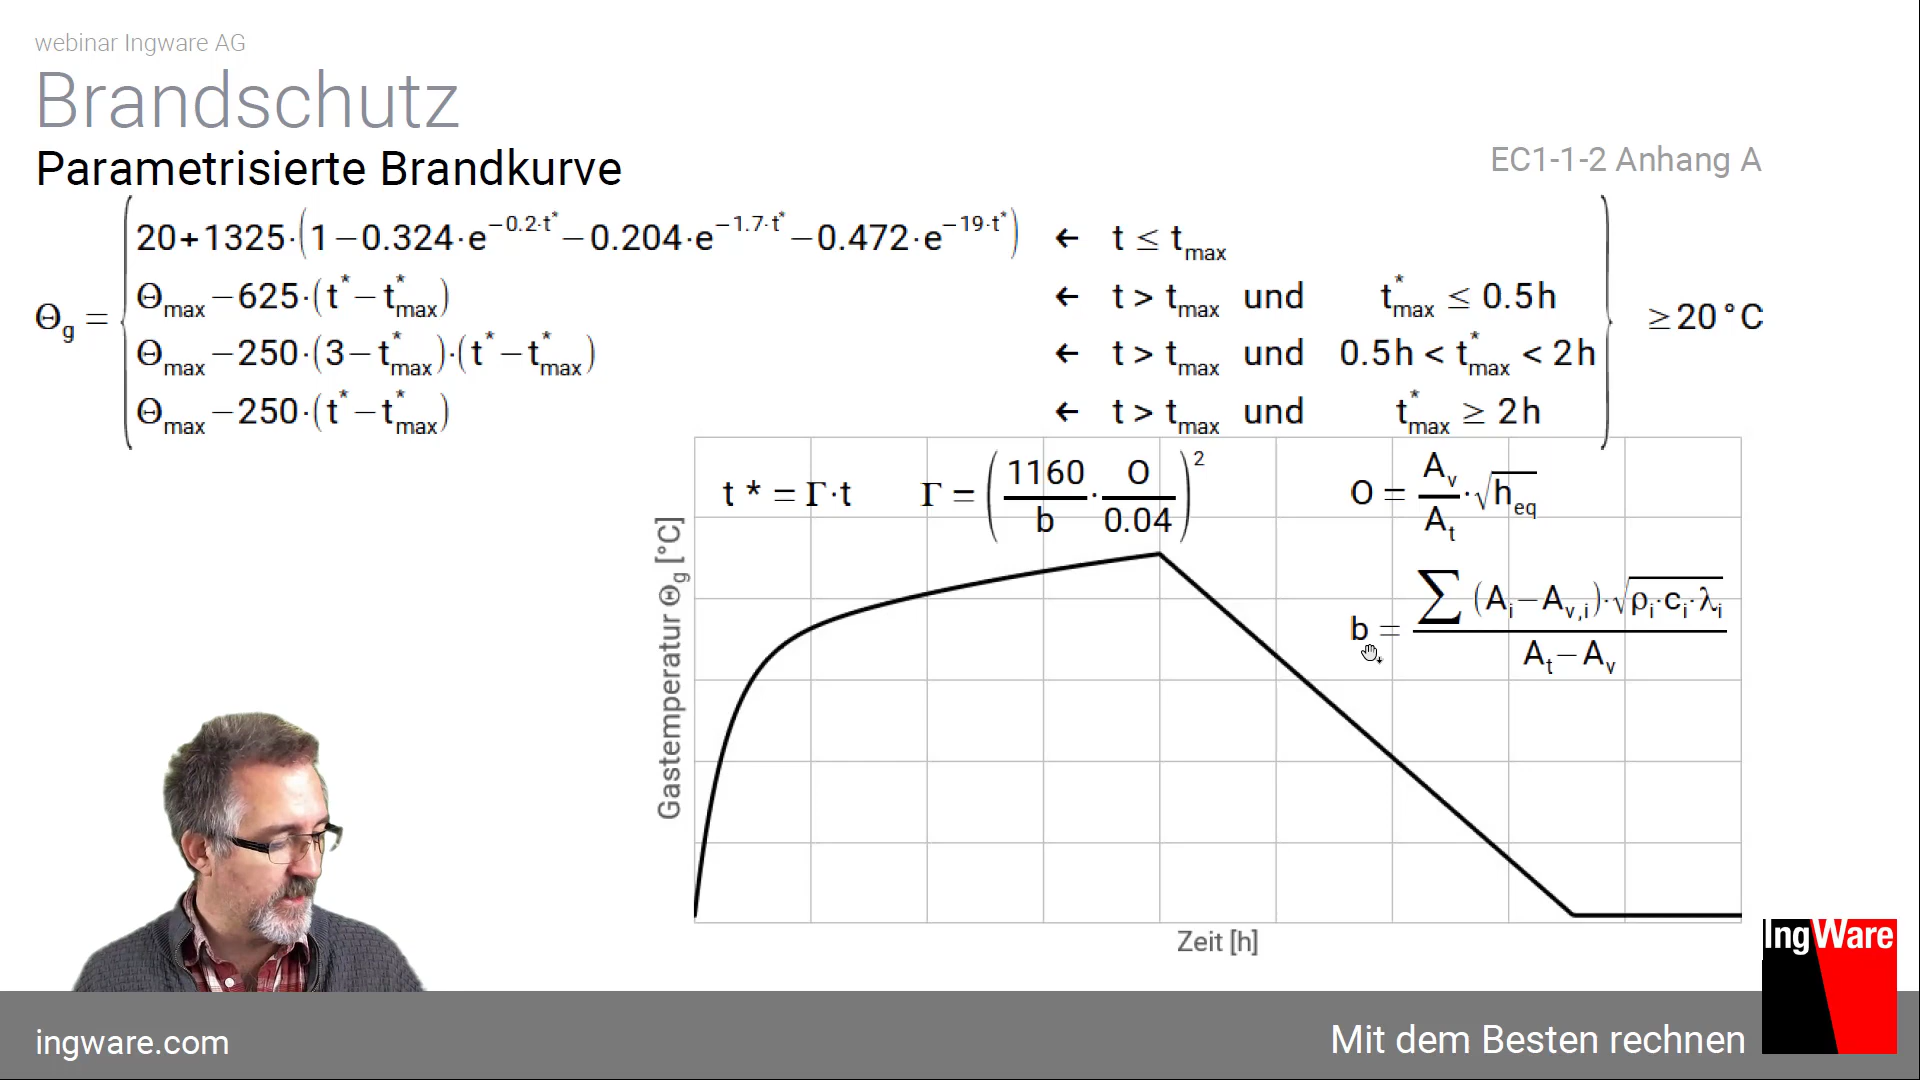 webinar Ingware AG
Brandschutz
Parametrisierte Brandkurve
EC1-1-2 Anhang A
Θg = { 20+1325·(1−0.324·e^−0.2·t* −0.204·e^−1.7·t* −0.472·e^−19·t*) ← t ≤ tmax
Θmax −625·(t* −t*max) ← t > tmax und t*max ≤ 0.5h
Θmax −250·(3−t*max)·(t* −t*max) ← t > tmax und 0.5h < t*max < 2h
Θmax −250·(t* −t*max) ← t > tmax und t*max ≥ 2h } ≥20°C
t * = Γ·t Γ = (1160/b · O/0.04)² O = Av/At · √heq
b = ∑ (Ai−Av,i)·√ρi·ci·λi / At−Av
Gastemperatur Θg [°C]
Zeit [h]
IngWare
ingware.com
Mit dem Besten rechnen